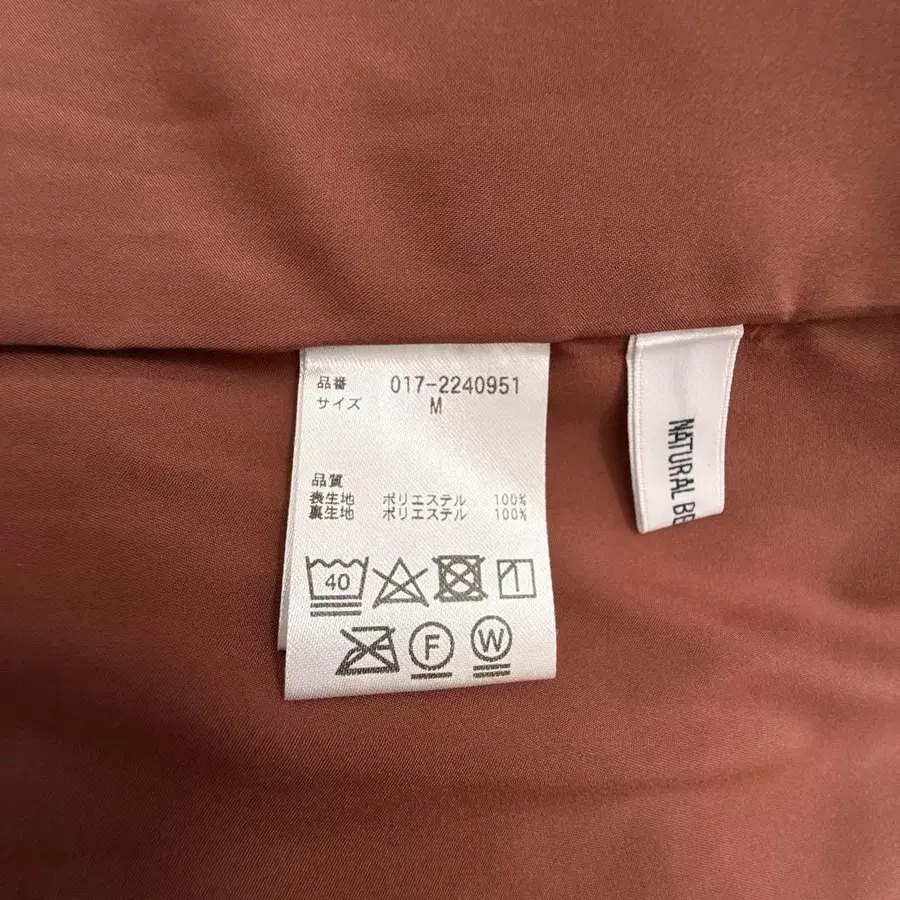 品番 017-2240951
サイズ M
品質
表生地 ポリエステル 100%
裏生地 ポリエステル 100%
40
F W
NATURAL BE